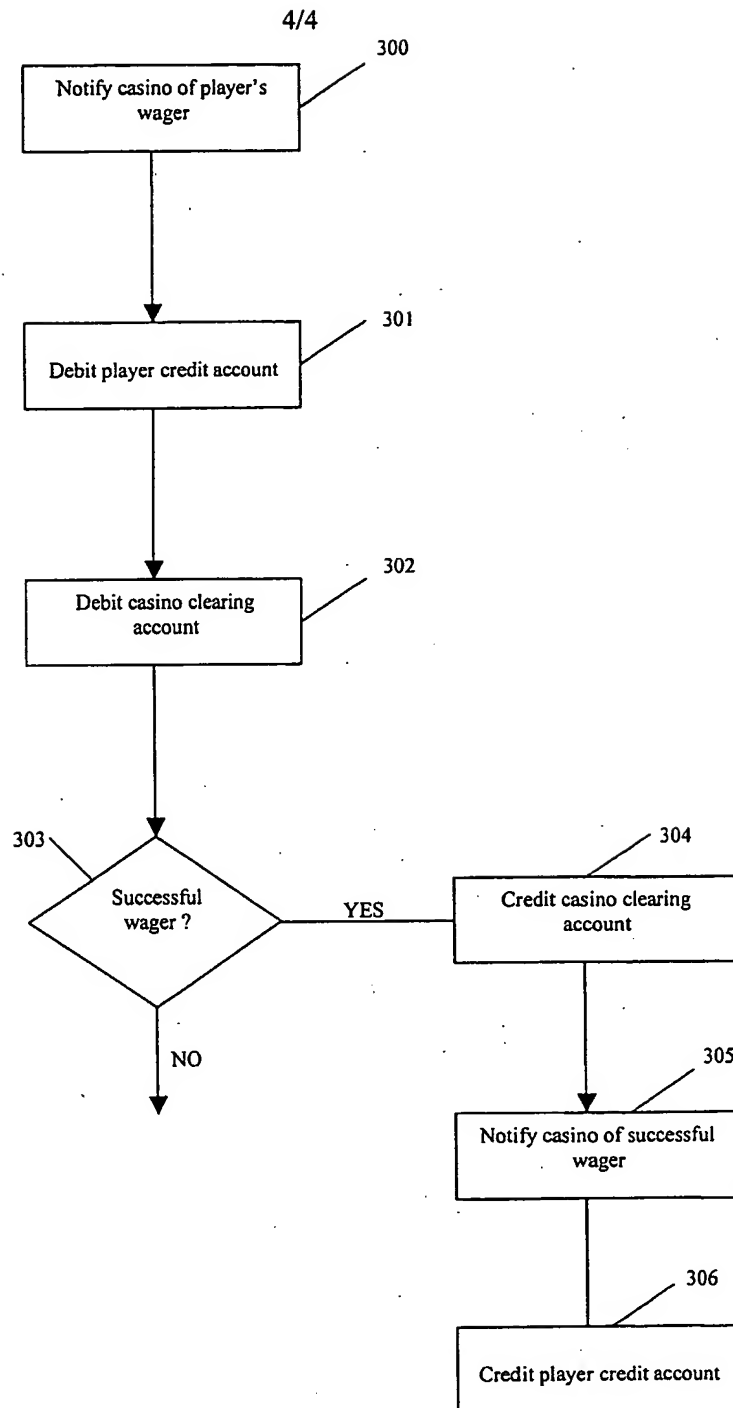 4/4
300
Notify casino of player's
wager
301
Debit player credit account
302
Debit casino clearing
account
303
Successful
wager ?
YES
304
Credit casino clearing
account
NO
305
Notify casino of successful
wager
306
Credit player credit account